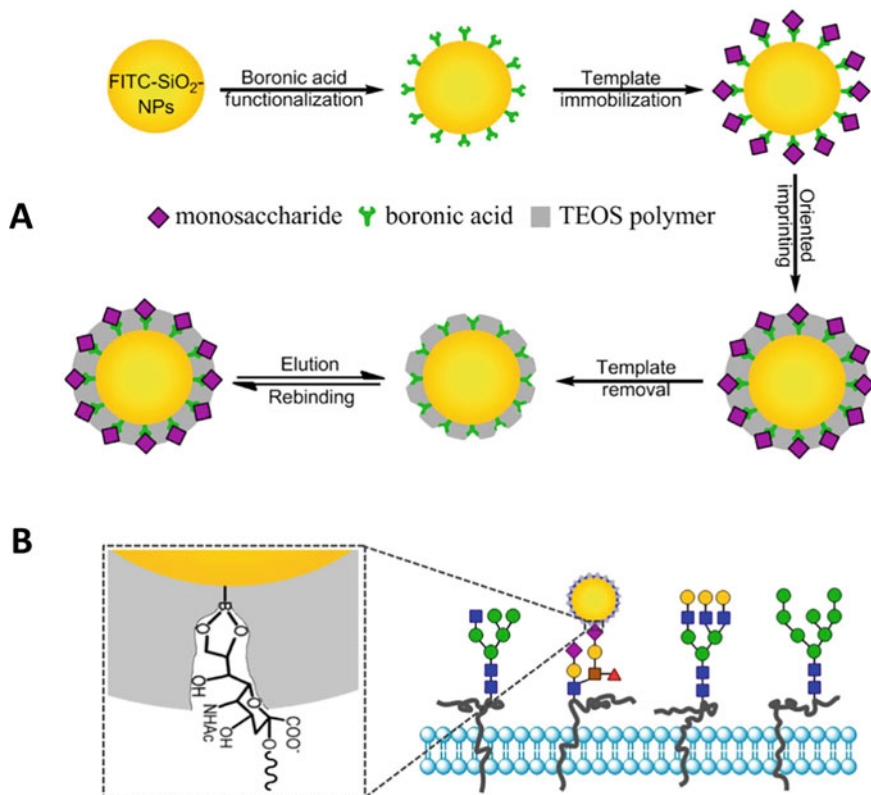 FITC-SiO₂-
NPs
Boronic acid
functionalization
Template
immobilization
Oriented
imprinting
A
monosaccharide
boronic acid
TEOS polymer
Elution
Rebinding
Template
removal
B
B
O
O
OH
NHAc
OH
O
COO⁻
O